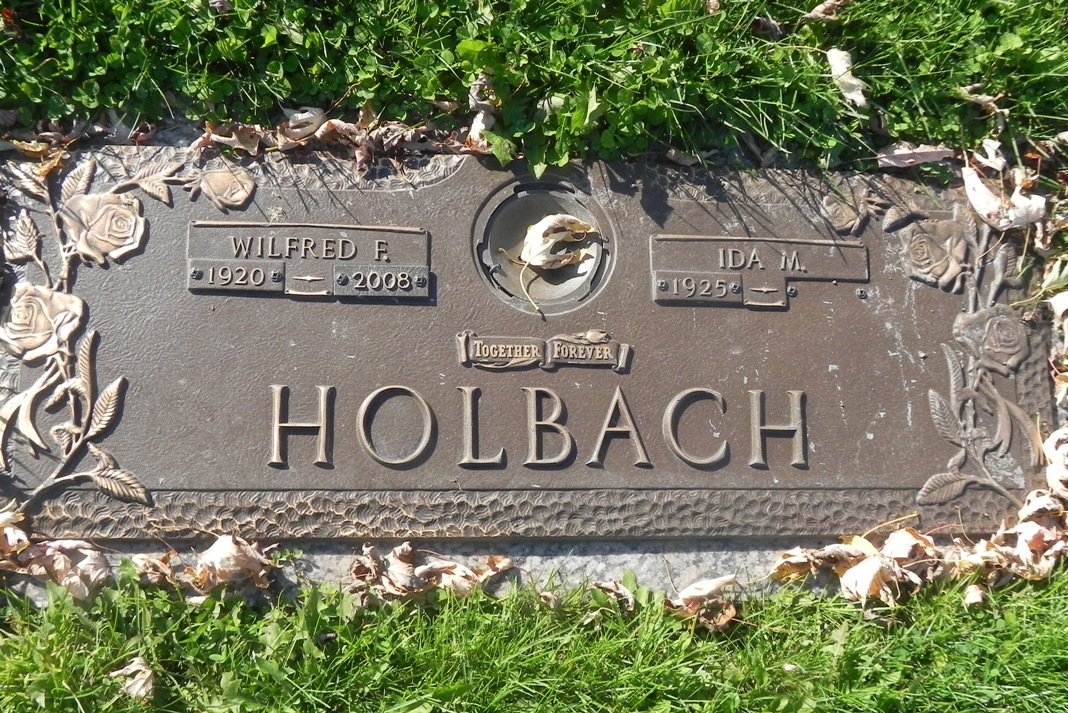 WILFRED F.
1920 2008
IDA M.
1925
TOGETHER FOREVER
HOLBACH